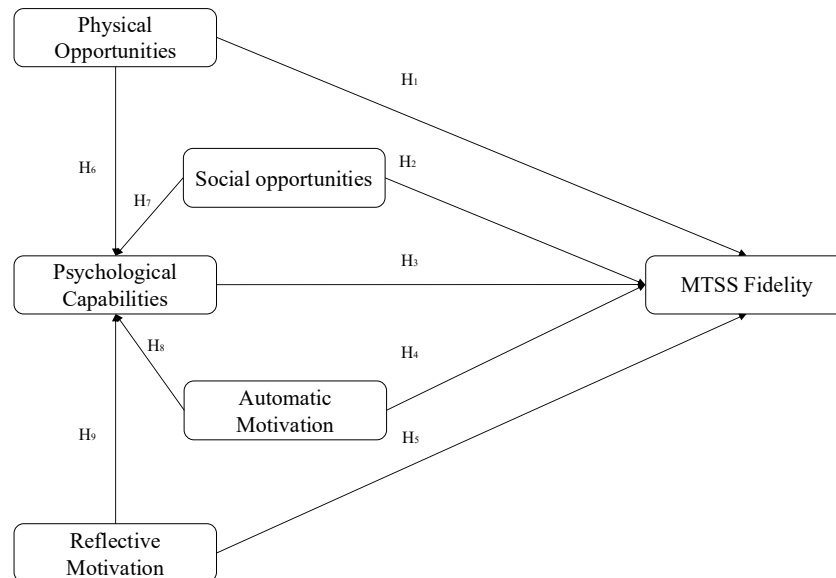 Physical
Opportunities
H₁
H₆
Social opportunities
H₂
H₇
Psychological
Capabilities
H₃
MTSS Fidelity
H₈
H₄
Automatic
Motivation
H₉
H₅
Reflective
Motivation